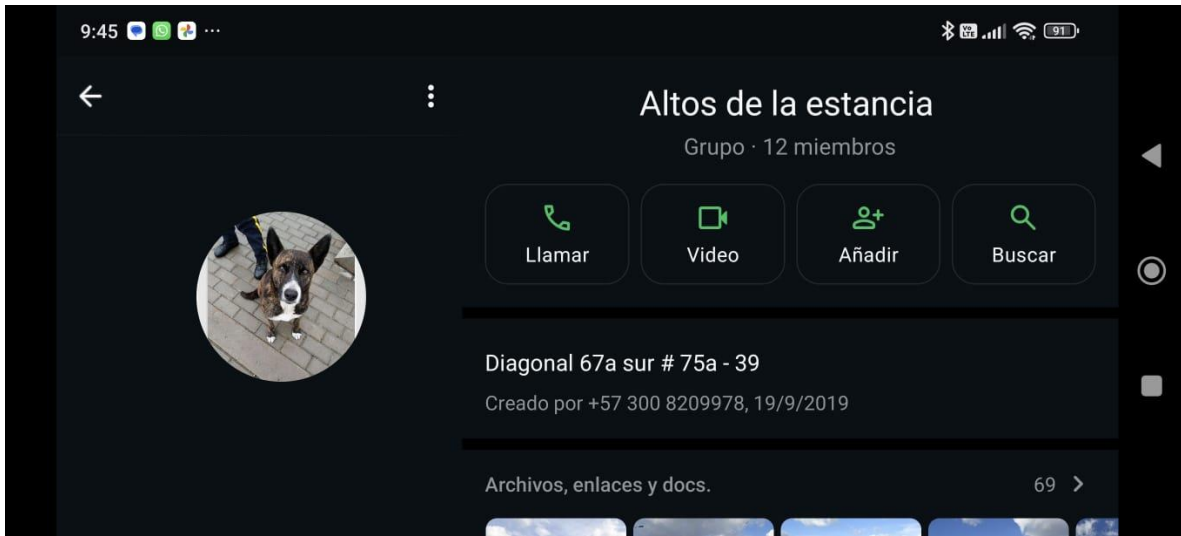 9:45
VoLTE
91
Altos de la estancia
Grupo · 12 miembros
Llamar Video Añadir Buscar
Diagonal 67a sur # 75a - 39
Creado por +57 300 8209978, 19/9/2019
Archivos, enlaces y docs. 69